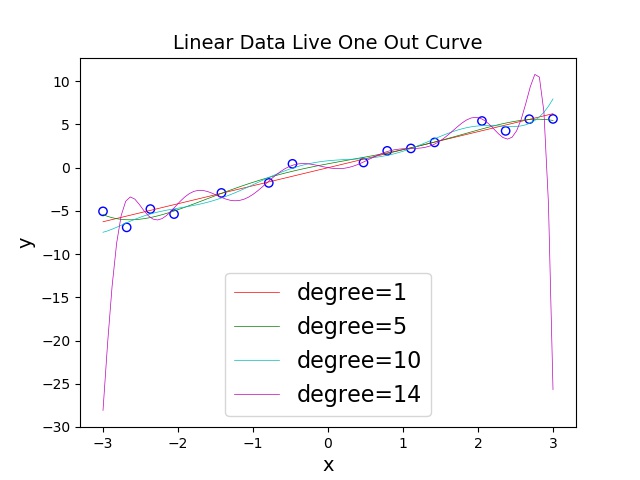 Linear Data Live One Out Curve
10
5
0
−5
−10
−15
−20
−25
−30
y
degree=1
degree=5
degree=10
degree=14
−3
−2
−1
0
1
2
3
x